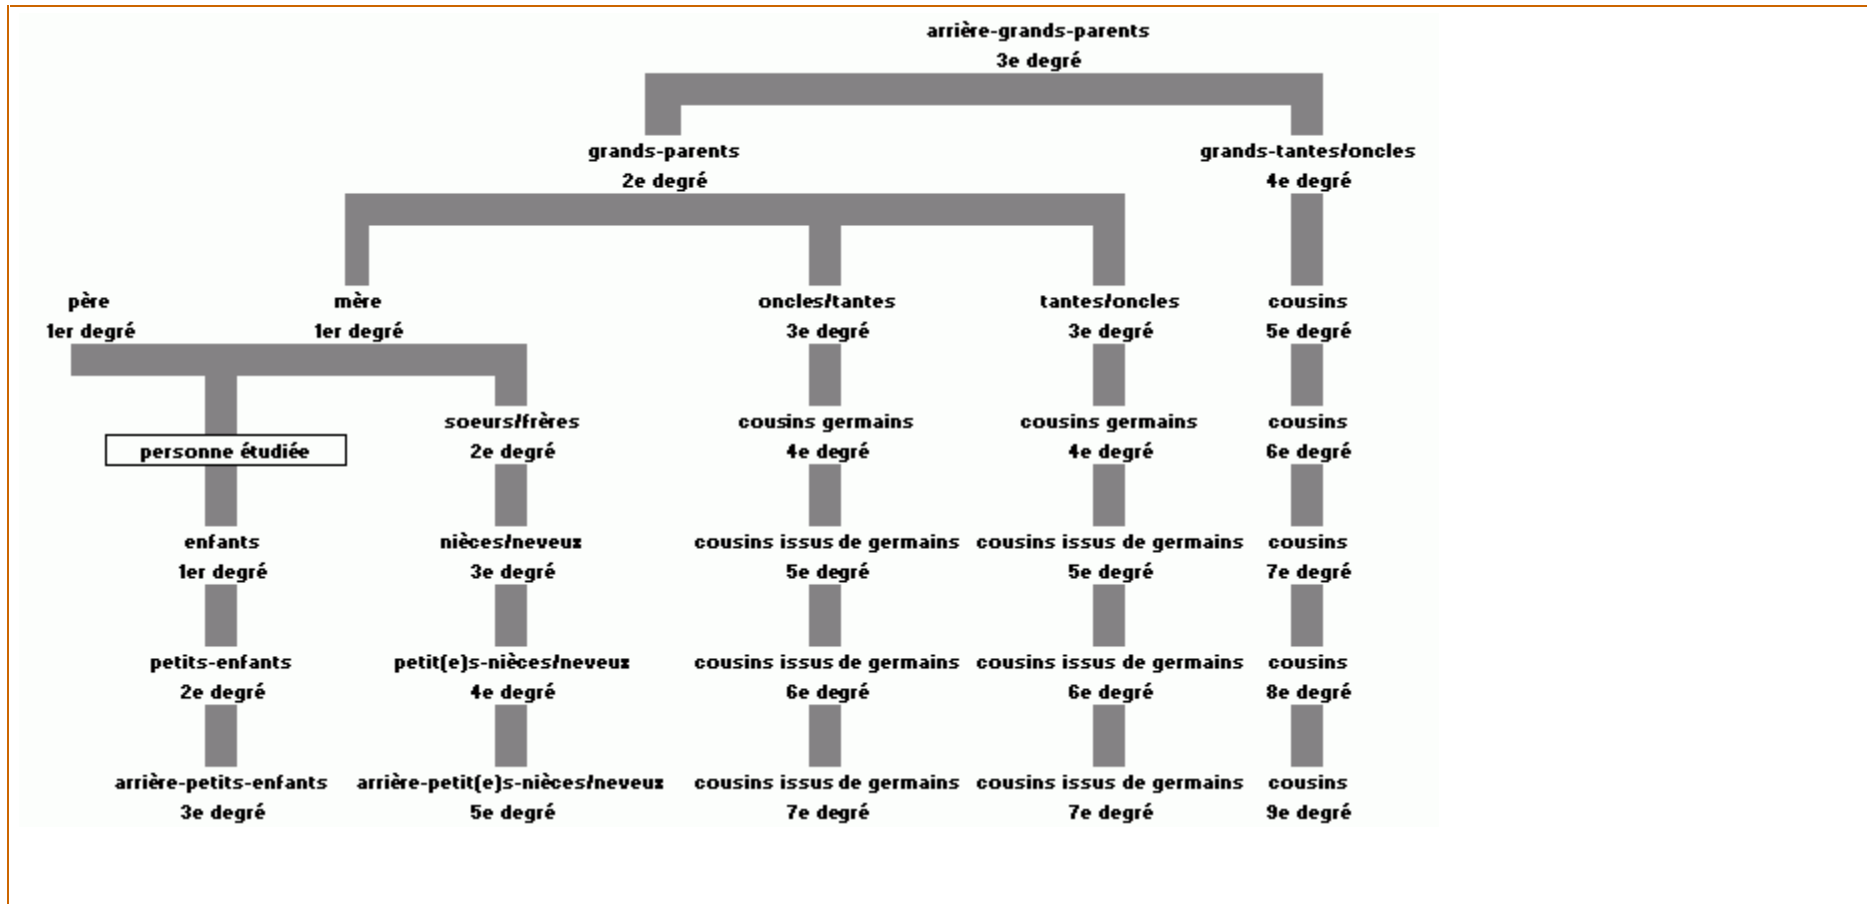 arrière-grands-parents
3e degré
grands-parents grands-tantes/oncles
2e degré 4e degré
père mère oncles/tantes tantes/oncles cousins
1er degré 1er degré 3e degré 3e degré 5e degré
soeurs/frères cousins germains cousins germains cousins
personne étudiée 2e degré 4e degré 4e degré 6e degré
enfants nièces/neveux cousins issus de germains cousins issus de germains cousins
1er degré 3e degré 5e degré 5e degré 7e degré
petits-enfants petit(e)s-nièces/neveux cousins issus de germains cousins issus de germains cousins
2e degré 4e degré 6e degré 6e degré 8e degré
arrière-petits-enfants arrière-petit(e)s-nièces/neveux cousins issus de germains cousins issus de germains cousins
3e degré 5e degré 7e degré 7e degré 9e degré